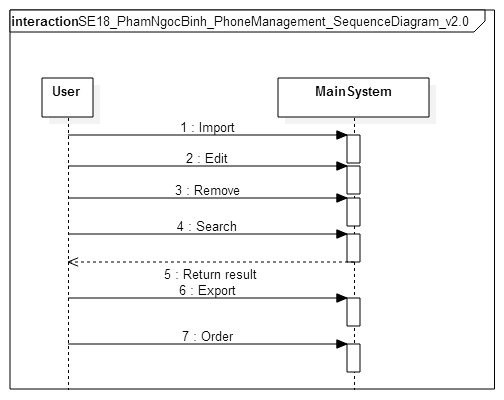 interactionSE18_PhamNgocBinh_PhoneManagement_SequenceDiagram_v2.0
User
MainSystem
1 : Import
2 : Edit
3 : Remove
4 : Search
5 : Return result
6 : Export
7 : Order